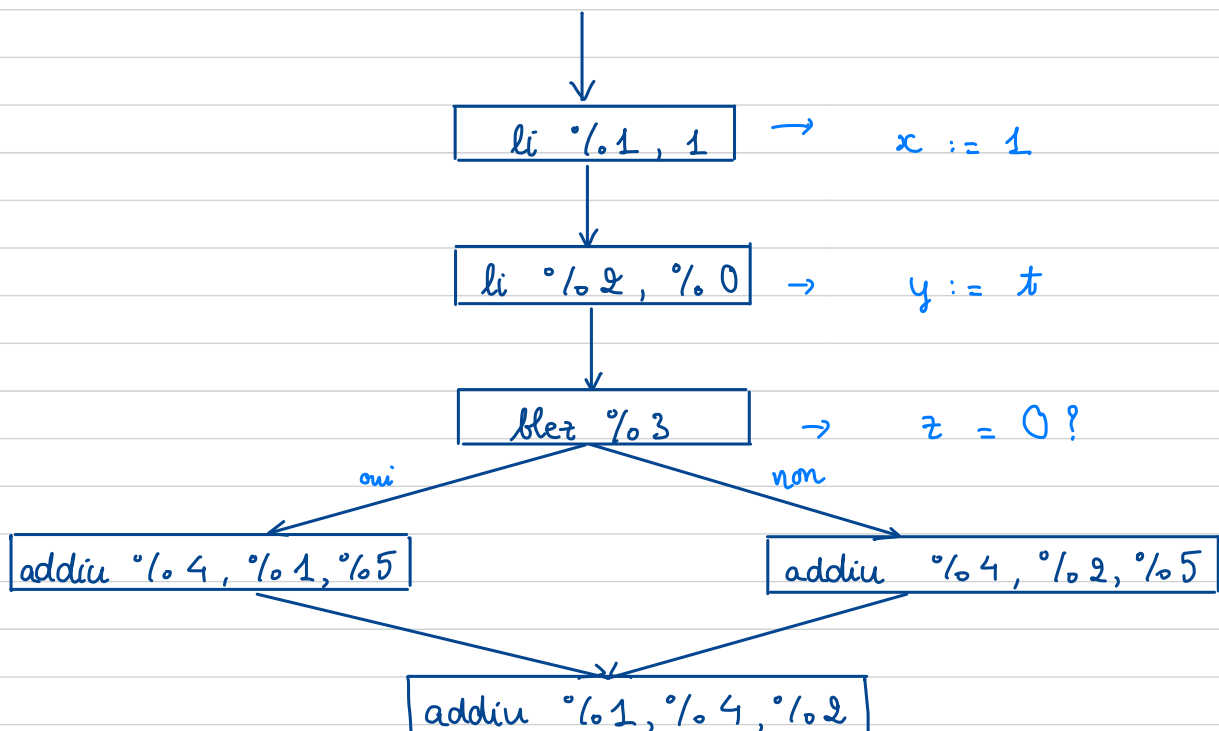 li %1, 1 → x := 1
li %2, %0 → y := t
blez %3 → z = 0?
oui non
addiu %4, %1, %5 addiu %4, %2, %5
addiu %1, %4, %2